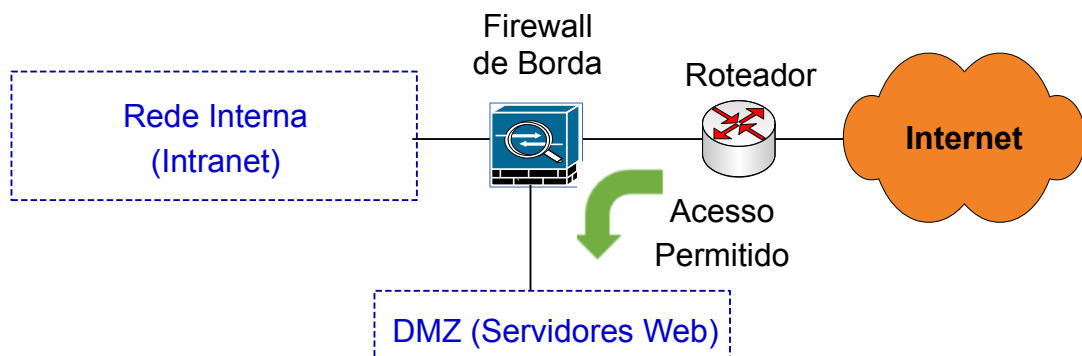 Firewall
de Borda
Roteador
Rede Interna
(Intranet)
Internet
Acesso
Permitido
DMZ (Servidores Web)